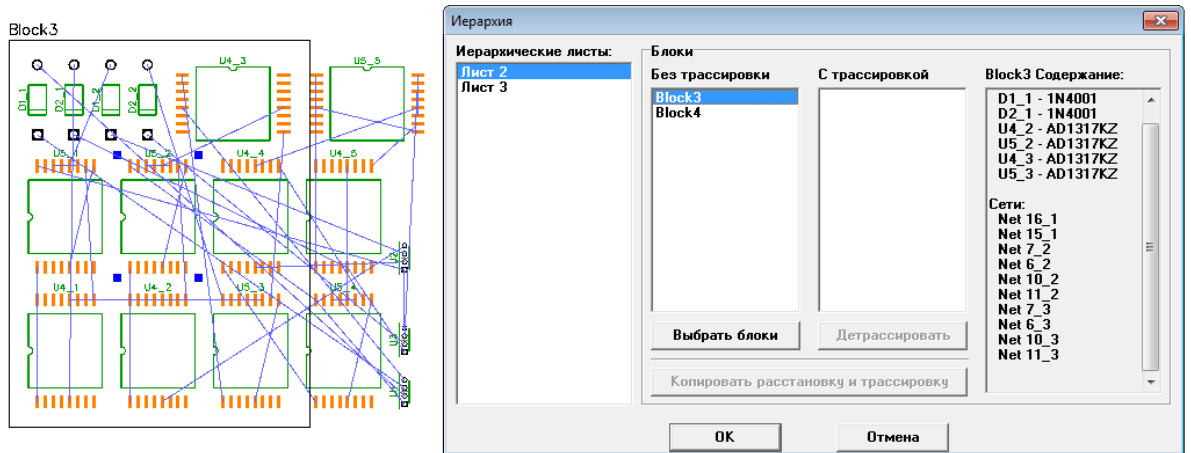 Block3
U4_3
U5_5
D1_1
D2_1
D1_2
D2_2
U5_1
U5_2
U4_4
U4_5
U4_1
U4_2
U5_3
U5_4
U2
U3
Иерархия
Иерархические листы:
Лист 2
Лист 3
Блоки
Без трассировки
Block3
Block4
С трассировкой
Block3 Содержание:
D1_1 - 1N4001
D2_1 - 1N4001
U4_2 - AD1317KZ
U5_2 - AD1317KZ
U4_3 - AD1317KZ
U5_3 - AD1317KZ
Сети:
Net 16_1
Net 15_1
Net 7_2
Net 6_2
Net 10_2
Net 11_2
Net 7_3
Net 6_3
Net 10_3
Net 11_3
Выбрать блоки
Детрассировать
Копировать расстановку и трассировку
OK
Отмена